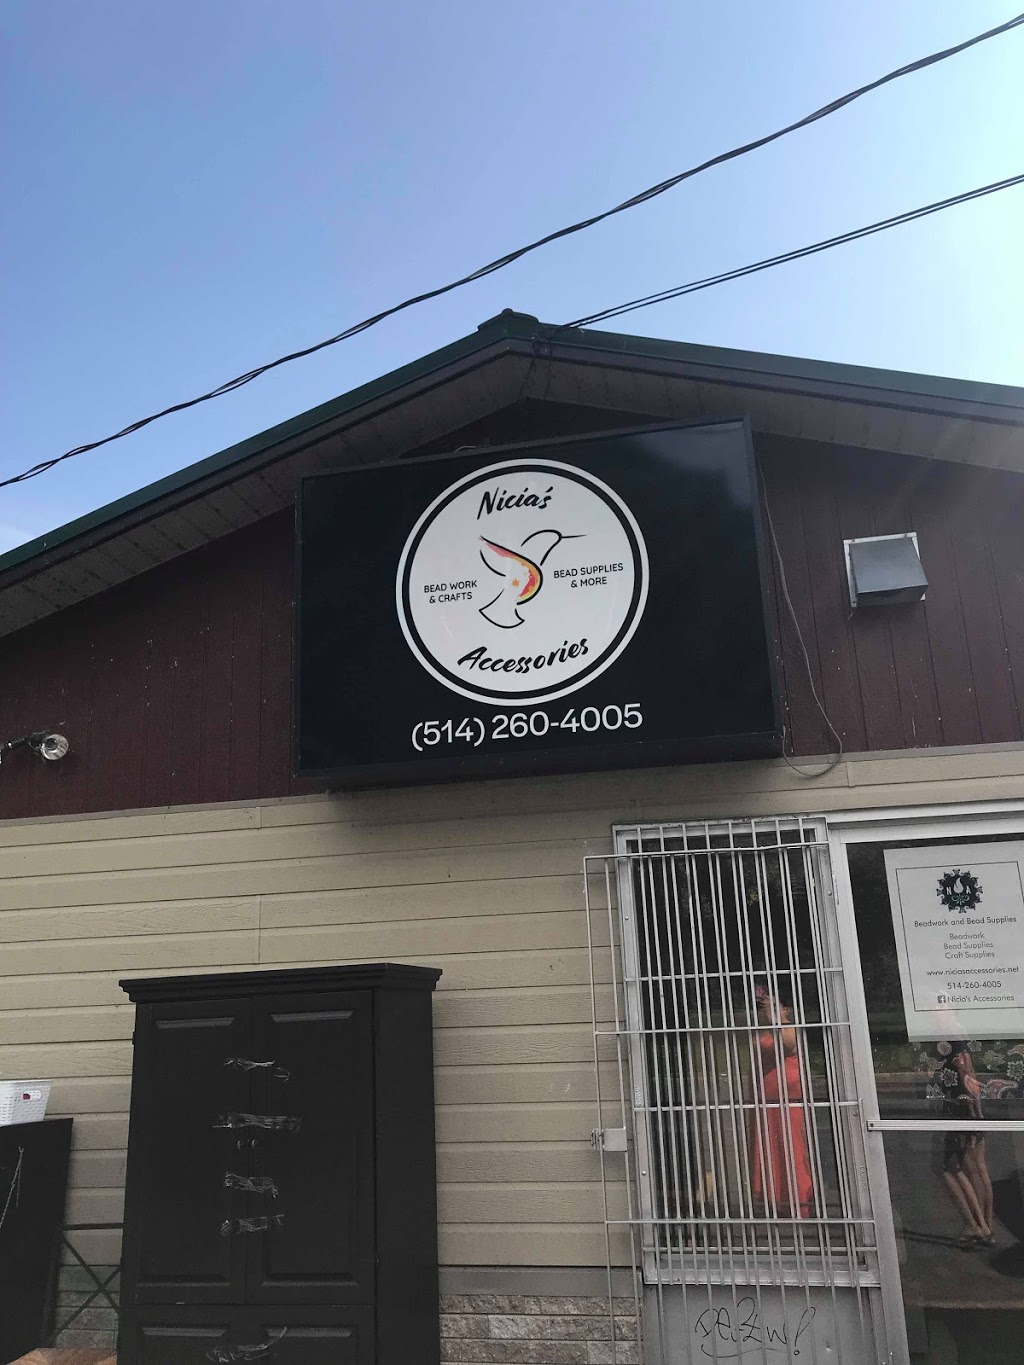 Nicia's
BEAD WORK
& CRAFTS
BEAD SUPPLIES
& MORE
Accessories
(514) 260-4005
N A
Beadwork and Bead Supplies
Beadwork
Bead Supplies
Craft Supplies
www.niciasaccessories.net
514-260-4005
Nicia's Accessories